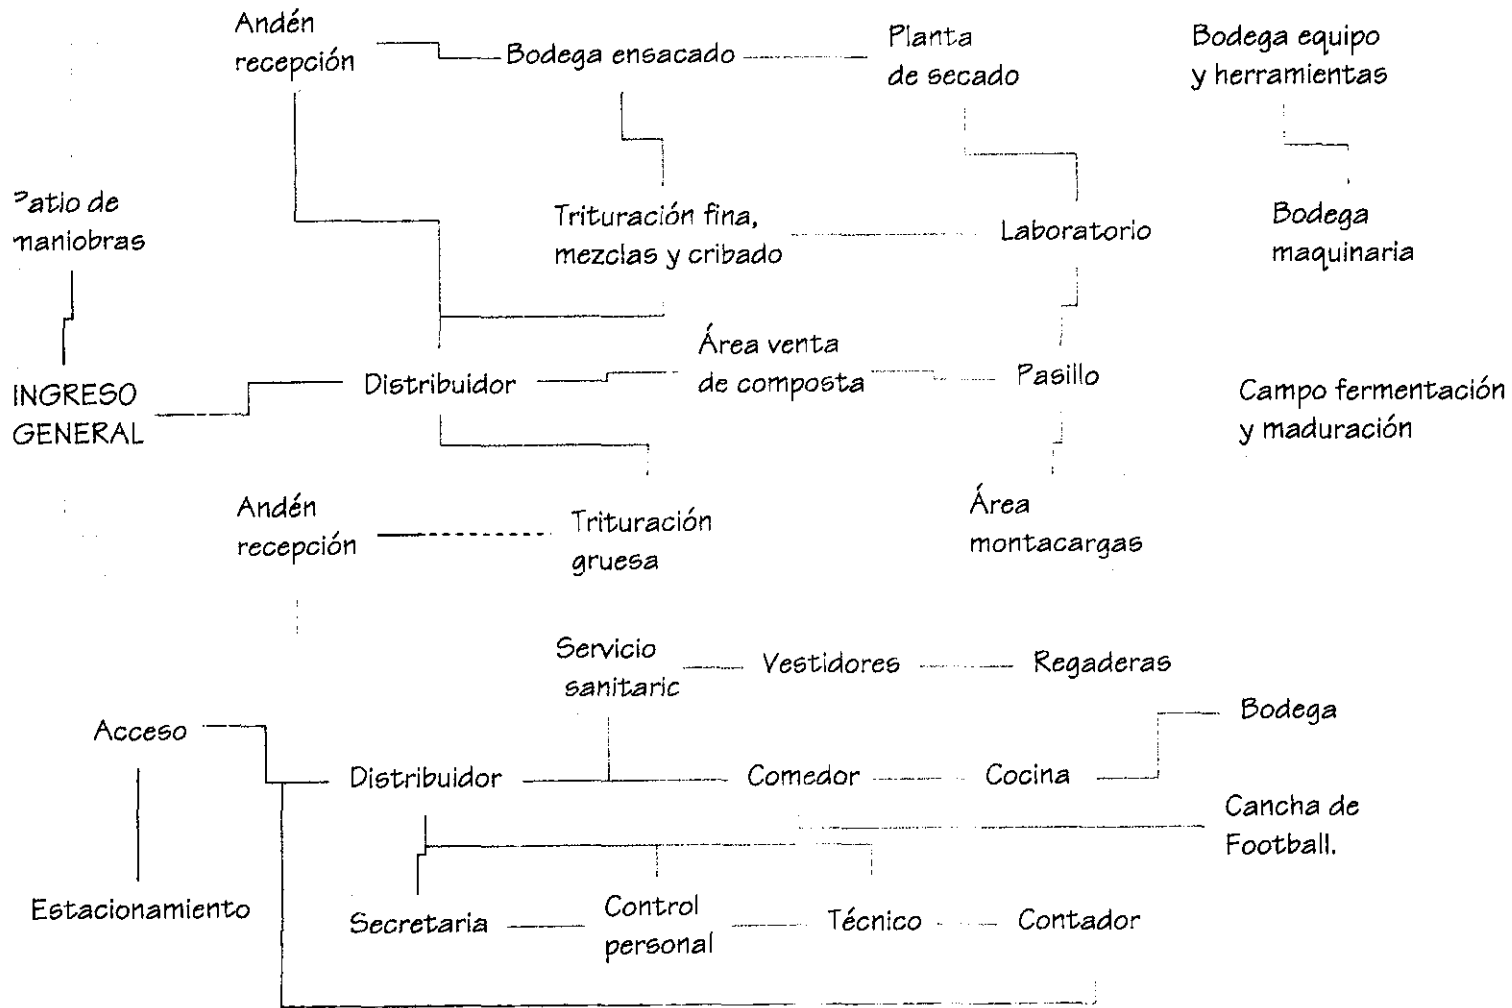 Andén
recepción
Bodega ensacado
Planta
de secado
Bodega equipo
y herramientas
Patio de
maniobras
Trituración fina,
mezclas y cribado
Laboratorio
Bodega
maquinaria
INGRESO
GENERAL
Distribuidor
Área venta
de composta
Pasillo
Campo fermentación
y maduración
Andén
recepción
Trituración
gruesa
Área
montacargas
Servicio
sanitario
Vestidores
Regaderas
Acceso
Bodega
Distribuidor
Comedor
Cocina
Cancha de
Football.
Estacionamiento
Secretaria
Control
personal
Técnico
Contador